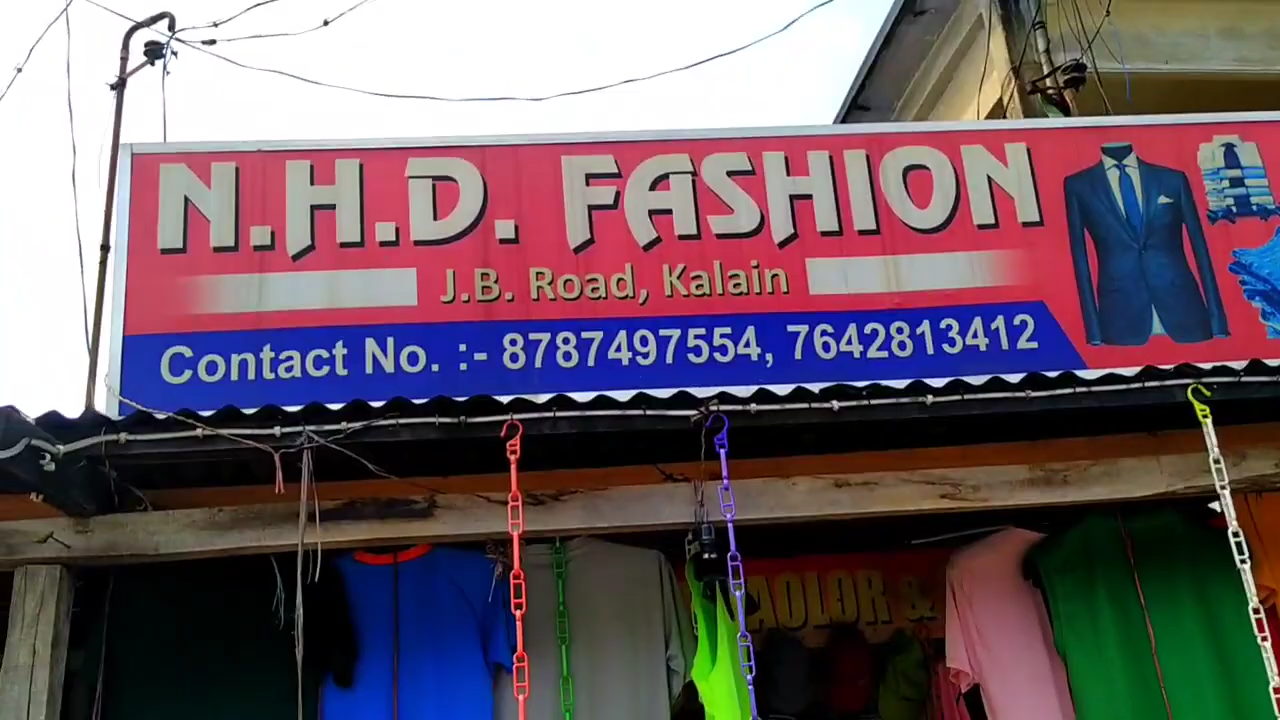 N.H.D. FASHION
J.B. Road, Kalain
Contact No. :- 8787497554, 7642813412